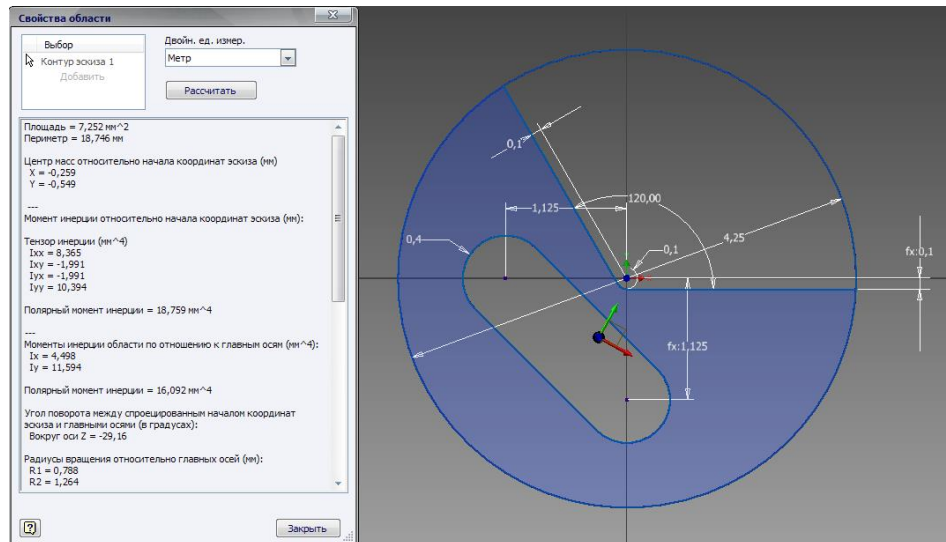 Свойства области
Выбор
Контур эскиза 1
Добавить
Двойн. ед. измер.
Метр
Рассчитать
Площадь = 7,252 мм^2
Периметр = 18,746 мм
Центр масс относительно начала координат эскиза (мм)
X = -0,259
Y = -0,549
---
Момент инерции относительно начала координат эскиза (мм):
Тензор инерции (мм^4)
Ixx = 8,365
Ixy = -1,991
Iyx = -1,991
Iyy = 10,394
Полярный момент инерции = 18,759 мм^4
---
Моменты инерции области по отношению к главным осям (мм^4):
Ix = 4,498
Iy = 11,594
Полярный момент инерции = 16,092 мм^4
Угол поворота между спроецированным началом координат
эскиза и главными осями (в градусах):
Вокруг оси Z = -29,16
Радиусы вращения относительно главных осей (мм):
R1 = 0,788
R2 = 1,264
Закрыть
0,1
120,00
1,125
4,25
0,4
0,1
fx:0,1
fx:1,125